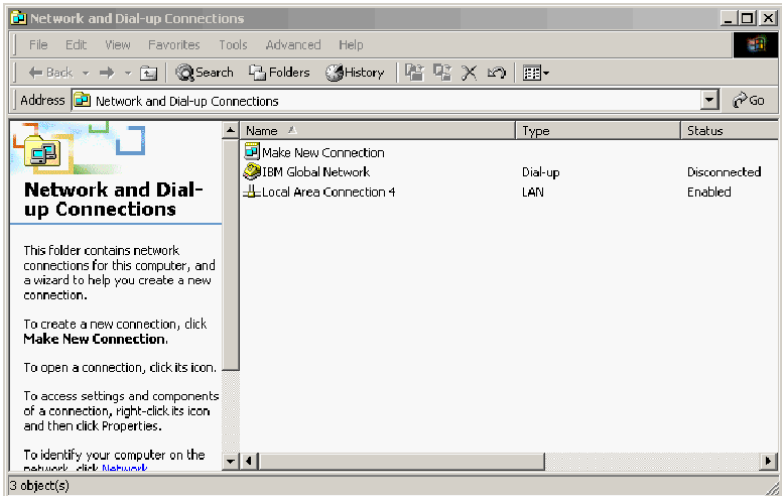 Network and Dial-up Connections
File Edit View Favorites Tools Advanced Help
Back Search Folders History
Address Network and Dial-up Connections Go
Name Type Status
Make New Connection
IBM Global Network Dial-up Disconnected
Local Area Connection 4 LAN Enabled
Network and Dial-
up Connections
This folder contains network
connections for this computer, and
a wizard to help you create a new
connection.
To create a new connection, click
Make New Connection.
To open a connection, click its icon.
To access settings and components
of a connection, right-click its icon
and then click Properties.
To identify your computer on the
network, click Network
3 object(s)